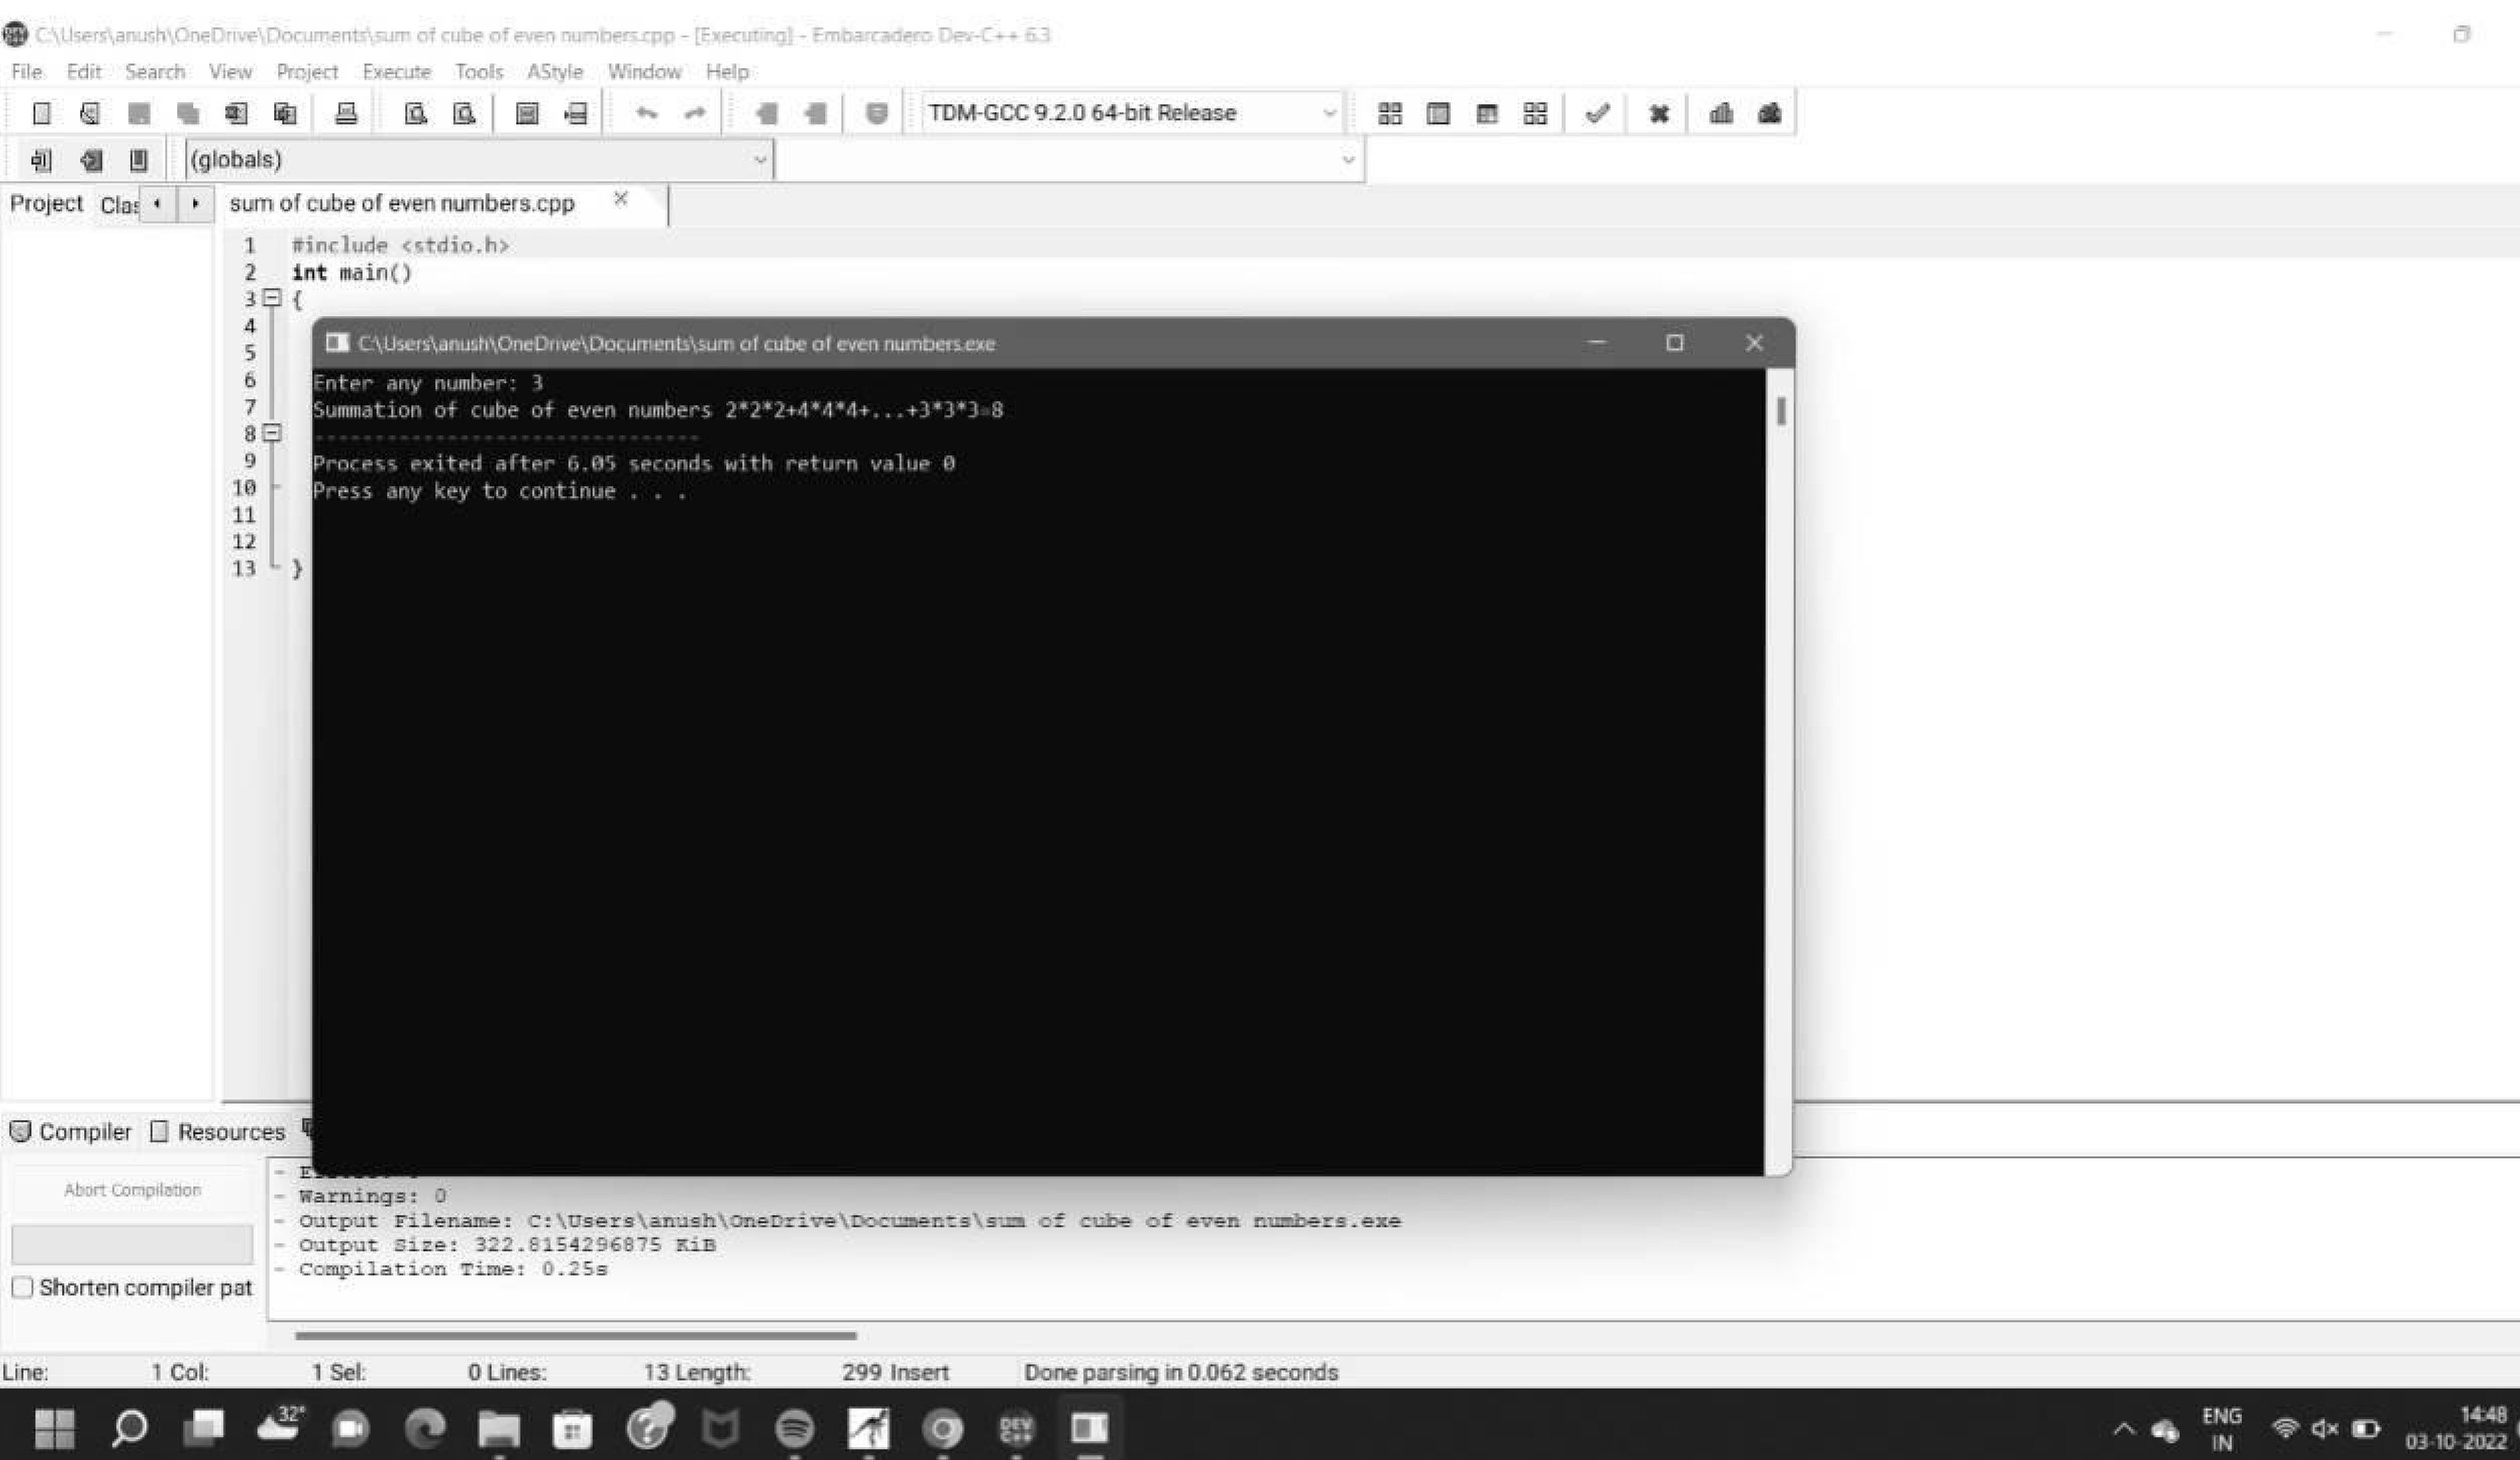 C:\Users\anush\OneDrive\Documents\sum of cube of even numbers.cpp - [Executing] - Embarcadero Dev-C++ 6.3
File Edit Search View Project Execute Tools AStyle Window Help
TDM-GCC 9.2.0 64-bit Release
(globals)
Project Clas sum of cube of even numbers.cpp
1 #include <stdio.h>
2 int main()
3 {
4
5
6
7
8
9
10
11
12
13 }
C:\Users\anush\OneDrive\Documents\sum of cube of even numbers.exe
Enter any number: 3
Summation of cube of even numbers 2*2*2+4*4*4+...+3*3*3=8
--------------------------------
Process exited after 6.05 seconds with return value 0
Press any key to continue . . .
Compiler Resources
Abort Compilation
Shorten compiler pat
- Warnings: 0
- Output Filename: C:\Users\anush\OneDrive\Documents\sum of cube of even numbers.exe
- Output Size: 322.8154296875 KiB
- Compilation Time: 0.25s
Line: 1 Col: 1 Sel: 0 Lines: 13 Length: 299 Insert Done parsing in 0.062 seconds
32°
DEV C++
ENG
IN
14:48
03-10-2022